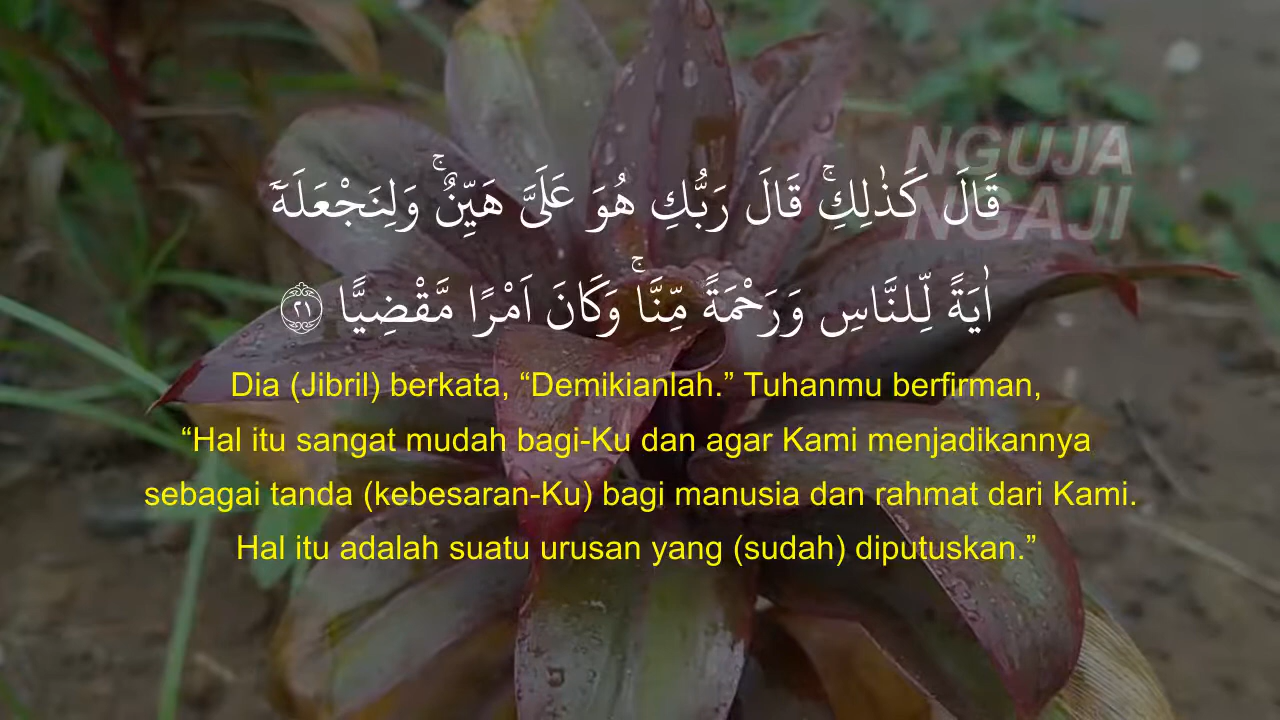 NGUJA
NGAJI
قَالَ كَذٰلِكِۚ قَالَ رَبُّكِ هُوَ عَلَيَّ هَيِّنٌۚ وَلِنَجْعَلَهٗٓ
اٰيَةً لِّلنَّاسِ وَرَحْمَةً مِّنَّاۚ وَكَانَ اَمْرًا مَّقْضِيًّا ٢١
Dia (Jibril) berkata, “Demikianlah.” Tuhanmu berfirman,
“Hal itu sangat mudah bagi-Ku dan agar Kami menjadikannya
sebagai tanda (kebesaran-Ku) bagi manusia dan rahmat dari Kami.
Hal itu adalah suatu urusan yang (sudah) diputuskan.”